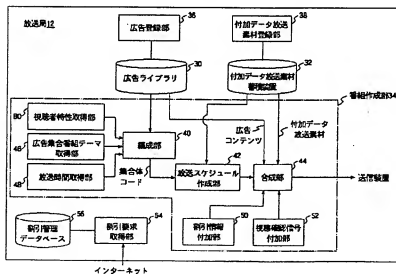 放送局12
36
広告登録部
38
付加データ放送
素材登録部
30
広告ライブラリ
32
付加データ放送素材
蓄積装置
番組作成部34
60
視聴者特性取得部
46
広告集合番組テーマ
取得部
48
放送時間取得部
40
編成部
集合体
コード
広告
コンテンツ
付加データ
放送素材
42
放送スケジュール
作成部
44
合成部
送信装置
50
割引情報
付加部
52
視聴確認信号
付加部
56
割引管理
データベース
54
割引要求
取得部
インターネット